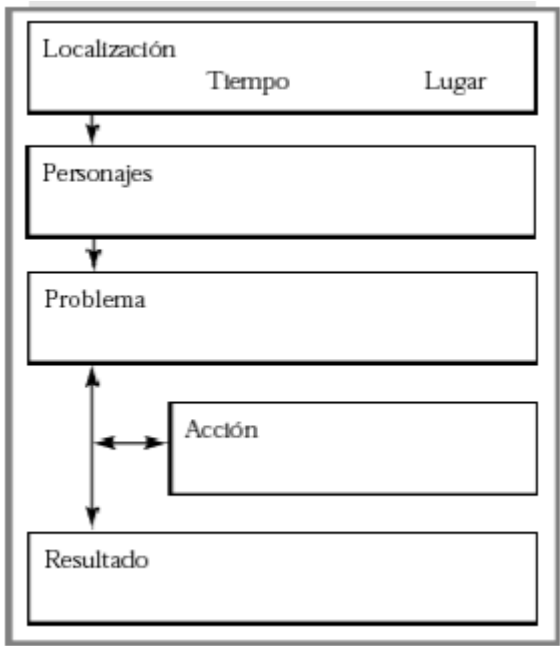 Localización
Tiempo Lugar
Personajes
Problema
Acción
Resultado